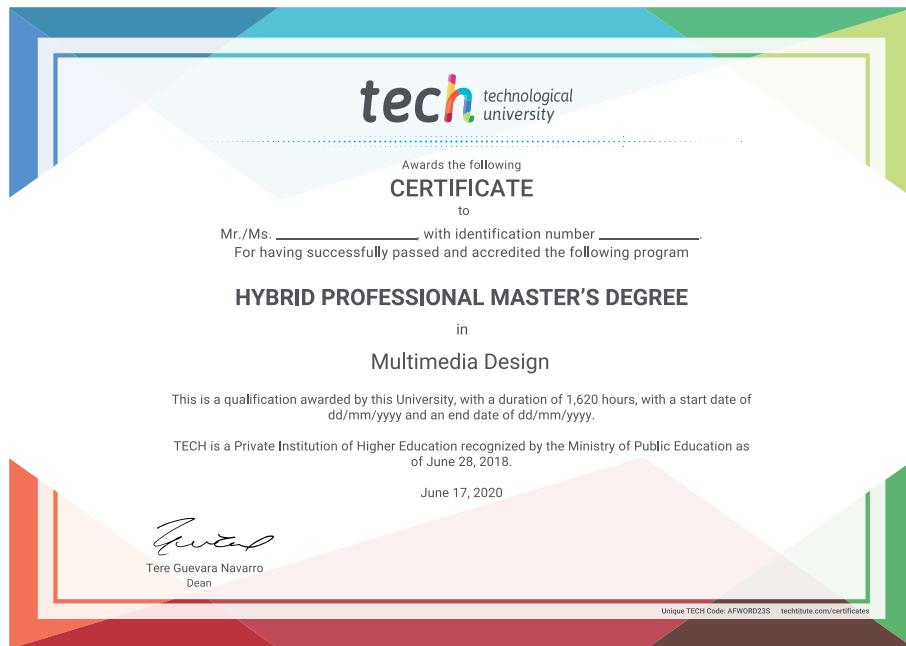 tech technological
university
Awards the following
CERTIFICATE
to
Mr./Ms. ____________________, with identification number ______________.
For having successfully passed and accredited the following program
HYBRID PROFESSIONAL MASTER'S DEGREE
in
Multimedia Design
This is a qualification awarded by this University, with a duration of 1,620 hours, with a start date of
dd/mm/yyyy and an end date of dd/mm/yyyy.
TECH is a Private Institution of Higher Education recognized by the Ministry of Public Education as
of June 28, 2018.
June 17, 2020
Tere Guevara Navarro
Dean
Unique TECH Code: AFWORD23S techtitute.com/certificates